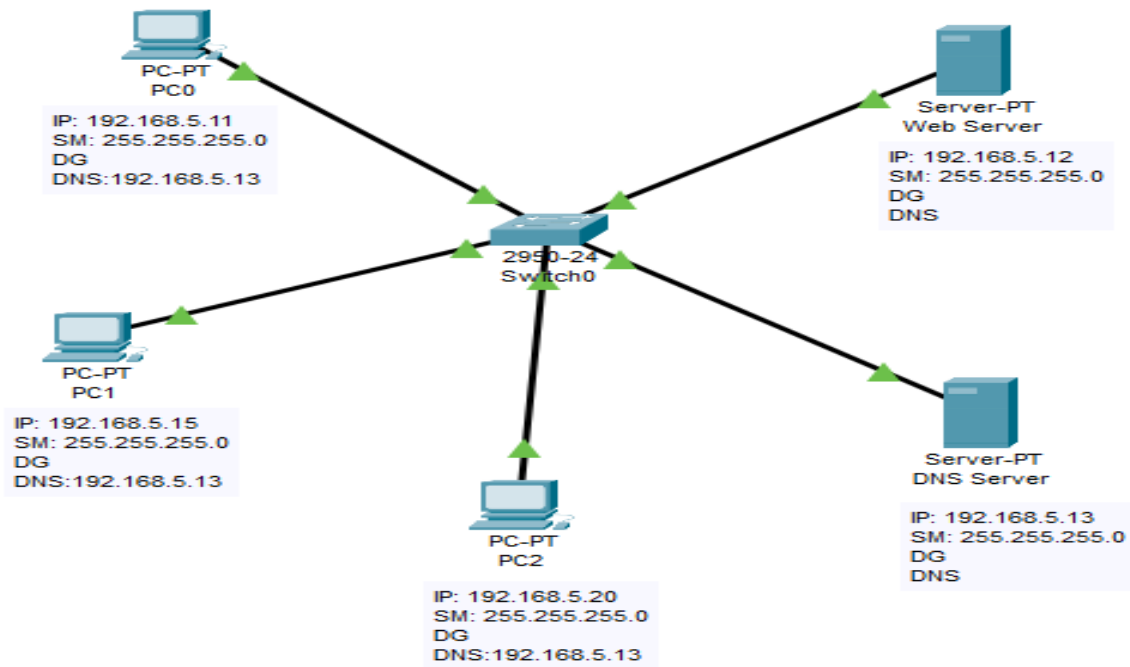 PC-PT
PC0
IP: 192.168.5.11
SM: 255.255.255.0
DG
DNS:192.168.5.13
Server-PT
Web Server
IP: 192.168.5.12
SM: 255.255.255.0
DG
DNS
2950-24
Switch0
PC-PT
PC1
IP: 192.168.5.15
SM: 255.255.255.0
DG
DNS:192.168.5.13
PC-PT
PC2
IP: 192.168.5.20
SM: 255.255.255.0
DG
DNS:192.168.5.13
Server-PT
DNS Server
IP: 192.168.5.13
SM: 255.255.255.0
DG
DNS